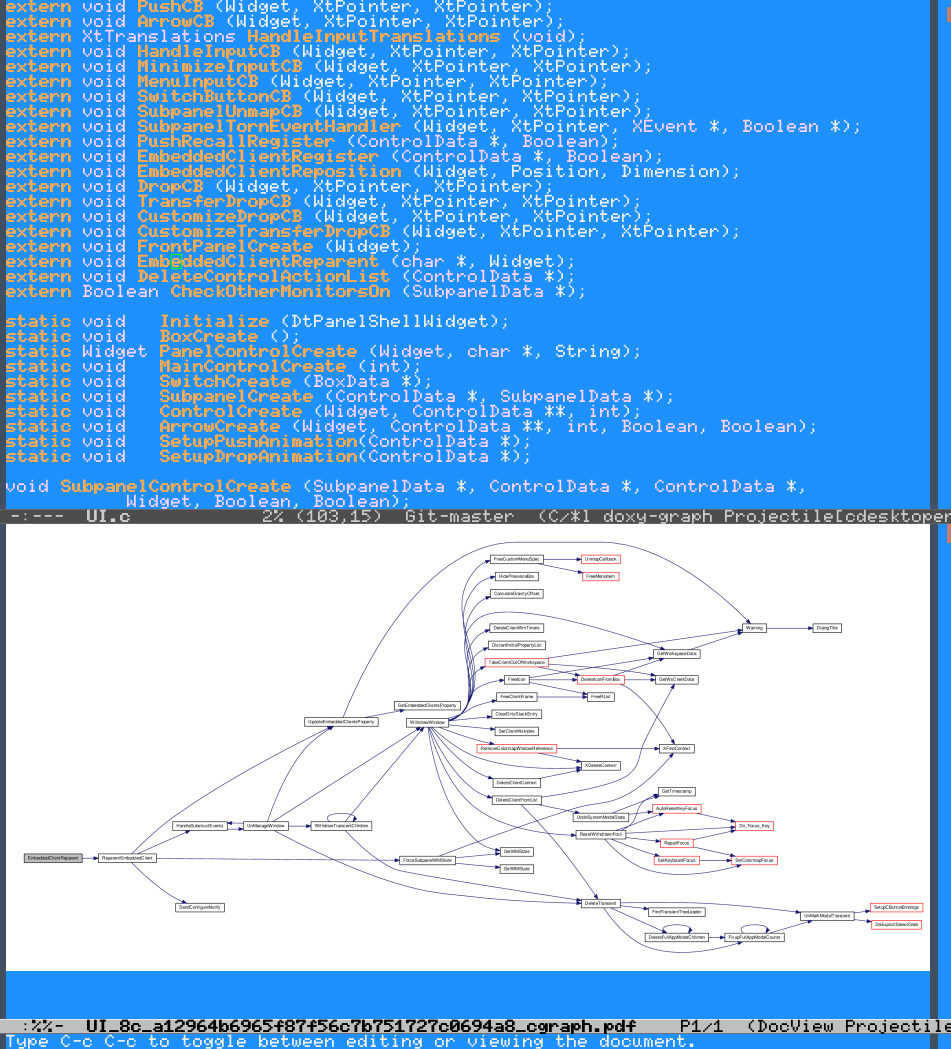 extern void PushCB (Widget, XtPointer, XtPointer);
extern void ArrowCB (Widget, XtPointer, XtPointer);
extern XtTranslations HandleInputTranslations (void);
extern void HandleInputCB (Widget, XtPointer, XtPointer);
extern void MinimizeInputCB (Widget, XtPointer, XtPointer);
extern void MenuInputCB (Widget, XtPointer, XtPointer);
extern void SwitchButtonCB (Widget, XtPointer, XtPointer);
extern void SubpanelUnmapCB (Widget, XtPointer, XtPointer);
extern void SubpanelTornEventHandler (Widget, XtPointer, XEvent *, Boolean *);
extern void PushRecallRegister (ControlData *, Boolean);
extern void EmbeddedClientRegister (ControlData *, Boolean);
extern void EmbeddedClientReposition (Widget, Position, Dimension);
extern void DropCB (Widget, XtPointer, XtPointer);
extern void TransferDropCB (Widget, XtPointer, XtPointer);
extern void CustomizeDropCB (Widget, XtPointer, XtPointer);
extern void CustomizeTransferDropCB (Widget, XtPointer, XtPointer);
extern void FrontPanelCreate (Widget);
extern void EmbeddedClientReparent (char *, Widget);
extern void DeleteControlActionList (ControlData *);
extern Boolean CheckOtherMonitorsOn (SubpanelData *);
static void   Initialize (DtPanelShellWidget);
static void   BoxCreate ();
static Widget PanelControlCreate (Widget, char *, String);
static void   MainControlCreate (int);
static void   SwitchCreate (BoxData *);
static void   SubpanelCreate (ControlData *, SubpanelData *);
static void   ControlCreate (Widget, ControlData **, int);
static void   ArrowCreate (Widget, ControlData **, int, Boolean, Boolean);
static void   SetupPushAnimation(ControlData *);
static void   SetupDropAnimation(ControlData *);
void SubpanelControlCreate (SubpanelData *, ControlData *, ControlData *,
Widget, Boolean, Boolean);
-:---  UI.c            2% (103,15)  Git-master  (C/*l doxy-graph Projectile[cdesktoper
FreeCustomMenuSpec
UnmapCallback
HidePresenceBox
FreeMenuItem
CalculateGravityOffset
DeleteClientWinTimers
Warning
DialogTitle
DiscardInitialPropertyList
GetWorkspaceData
TakeClientOutOfWorkspace
FreeIcon
DeleteIconFromBox
GetWsClientData
FreeClientFrame
FreeRList
SetEmbeddedClientsProperty
ClearDirtyStackEntry
UpdateEmbeddedClientsProperty
WithdrawWindow
SetClientWsIndex
RemoveColormapWindowReference
XFindContext
XDeleteContext
DeleteClientContext
GetTimestamp
DeleteClientFromList
AutoResetKeyFocus
UndoSystemModalState
HandleSubstructEvents
UnManageWindow
WithdrawTransientChildren
Do_Focus_Key
ResetWithdrawnFocii
RepairFocus
SetWMState
EmbeddedClientReparent
ReparentEmbeddedClient
ForceSubpanelWMState
SetKeyboardFocus
SetColormapFocus
GetWMState
SendConfigureNotify
DeleteTransient
SetupCButtonBindings
FindTransientTreeLeader
UnMarkModalTransient
DoExplicitSelectGrab
DeleteFullAppModalChildren
FixupFullAppModalCounts
:%%-  UI_8c_a12964b6965f87f56c7b751727c0694a8_cgraph.pdf    P1/1  (DocView Projectile
Type C-c C-c to toggle between editing or viewing the document.